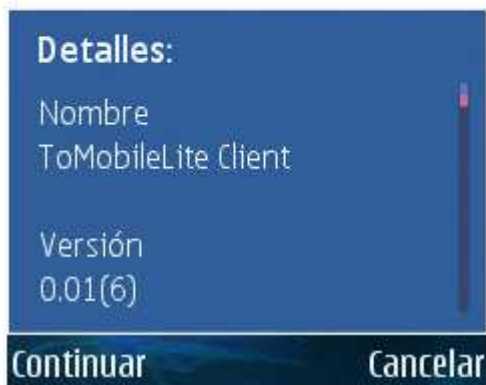 Detalles:
Nombre
ToMobileLite Client
Versión
0.01(6)
Continuar Cancelar